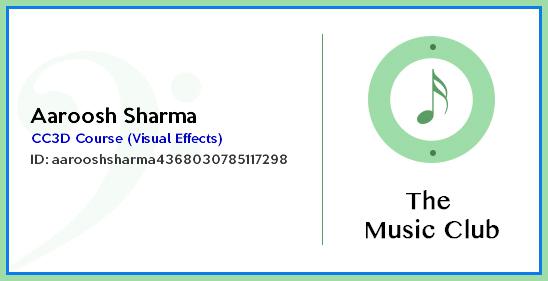 Aaroosh Sharma
CC3D Course (Visual Effects)
ID: aarooshsharma4368030785117298
The
Music Club